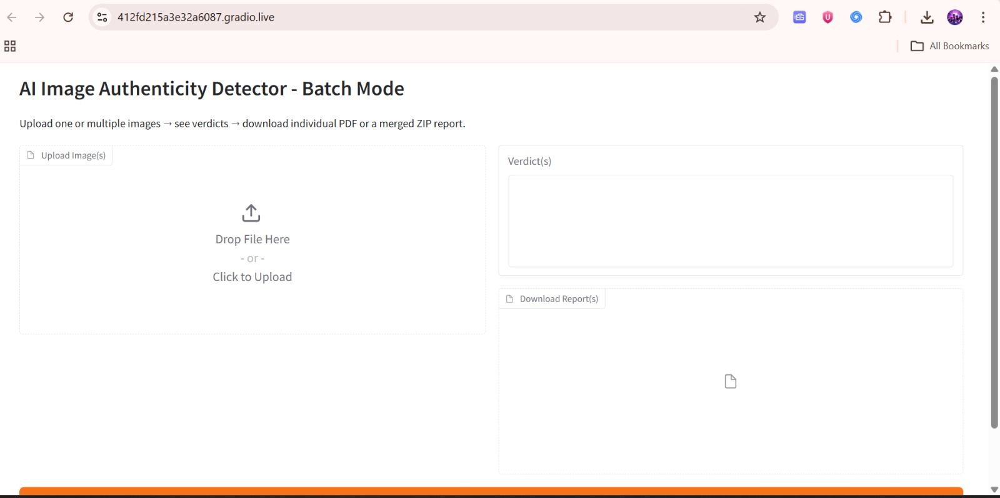 412fd215a3e32a6087.gradio.live
All Bookmarks
AI Image Authenticity Detector - Batch Mode
Upload one or multiple images → see verdicts → download individual PDF or a merged ZIP report.
Upload Image(s)
Drop File Here
- or -
Click to Upload
Verdict(s)
Download Report(s)